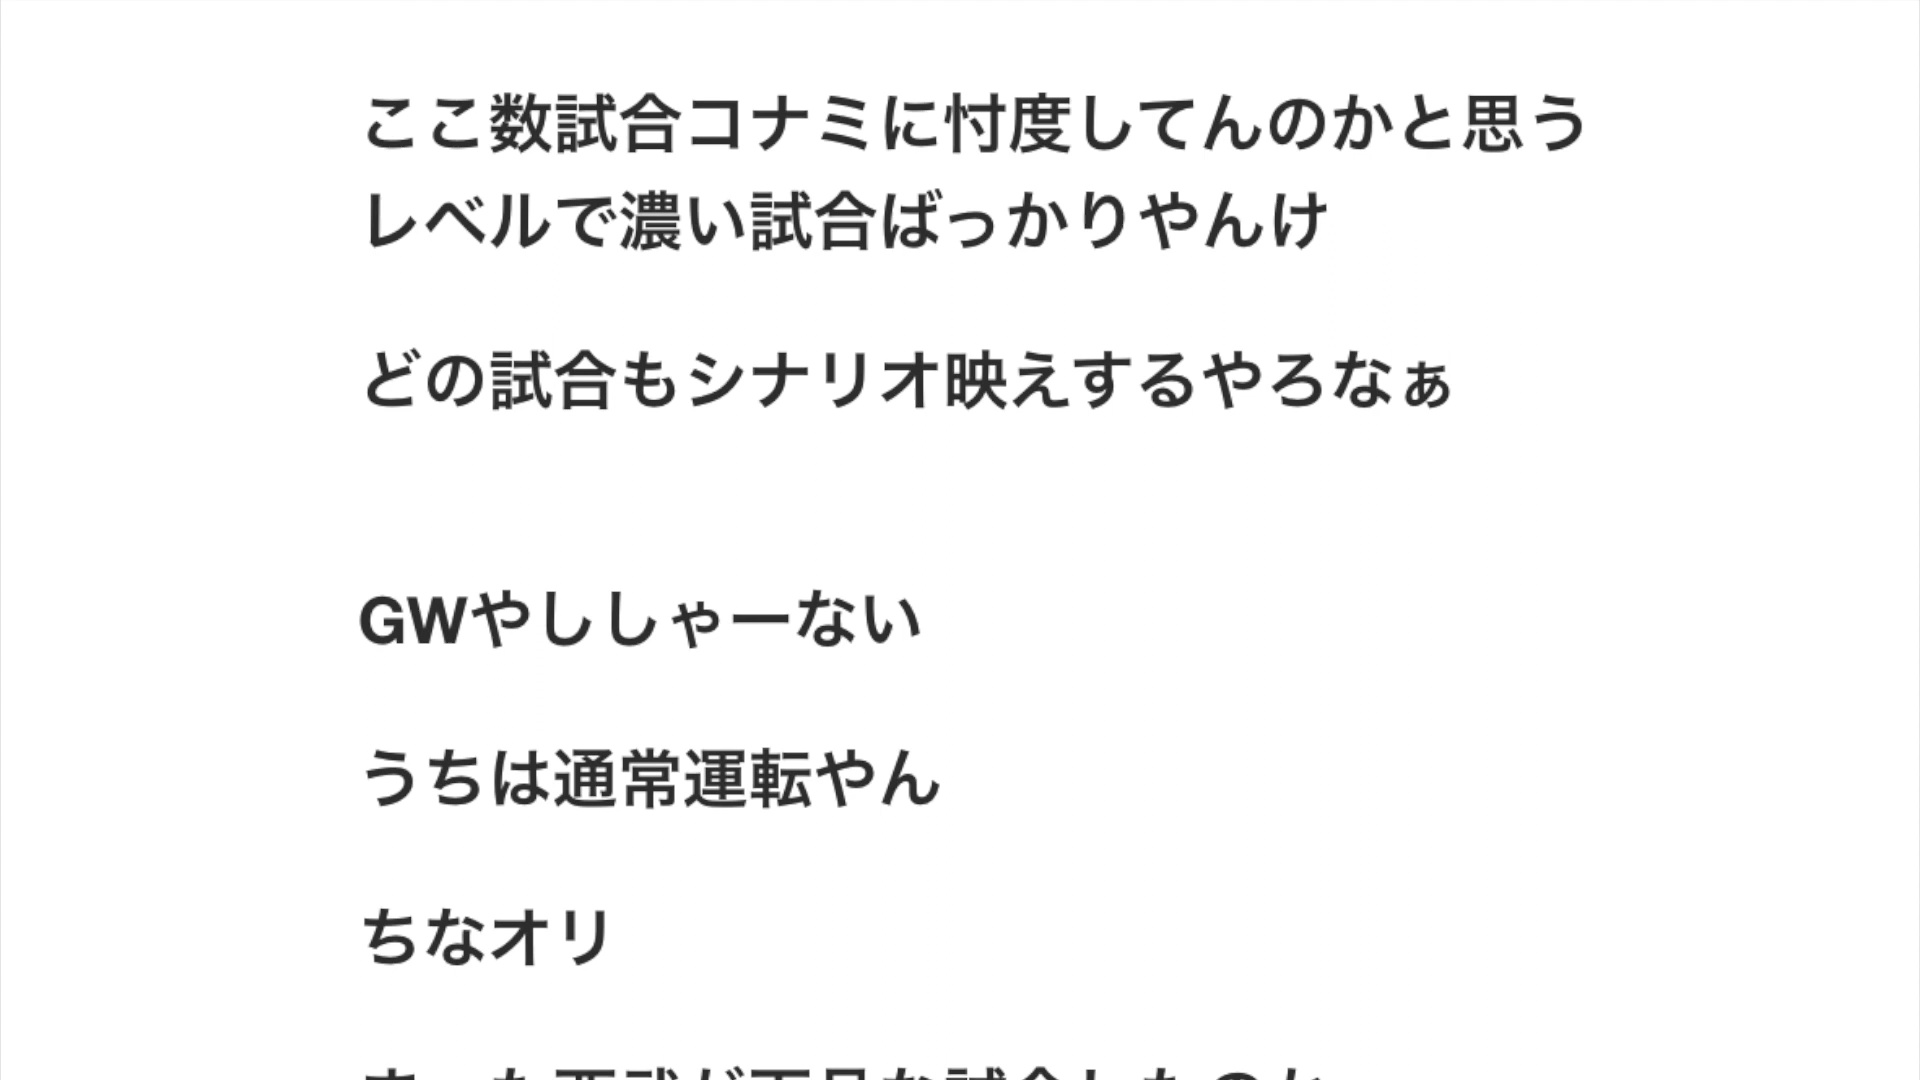 ここ数試合コナミに忖度してんのかと思う
レベルで濃い試合ばっかりやんけ
どの試合もシナリオ映えするやろなぁ
GWやししゃーない
うちは通常運転やん
ちなオリ